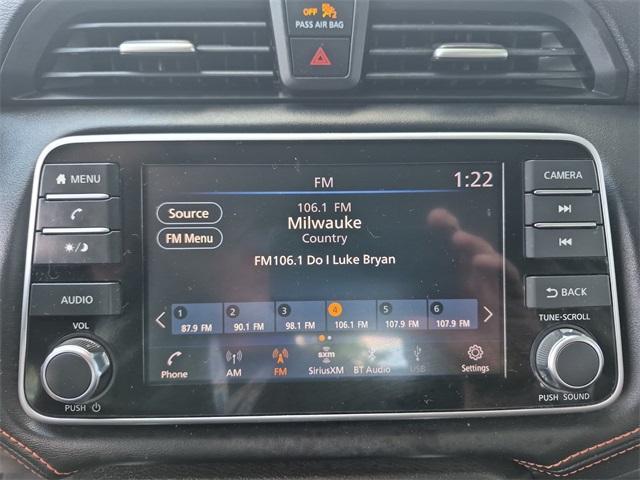 OFF
PASS AIR BAG
MENU
AUDIO
VOL
PUSH
FM
1:22
Source
FM Menu
106.1 FM
Milwauke
Country
FM106.1 Do I Luke Bryan
1 2 3 4 5 6
87.9 FM 90.1 FM 98.1 FM 106.1 FM 107.9 FM 107.9 FM
Phone AM FM sxm SiriusXM BT Audio USB Settings
CAMERA
BACK
TUNE-SCROLL
PUSH SOUND